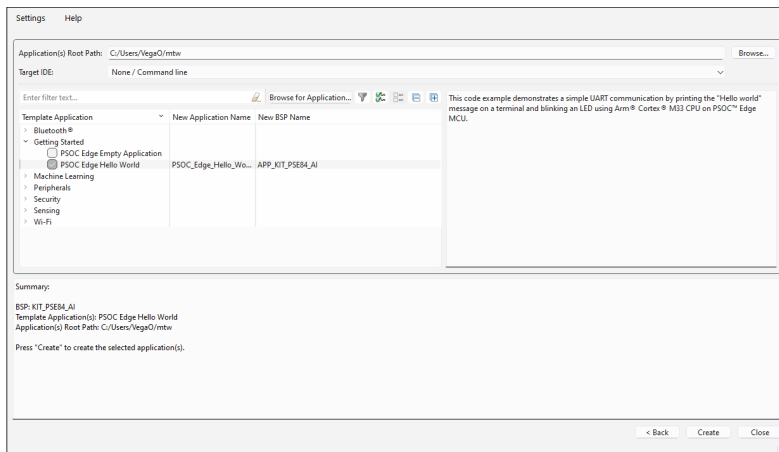 Settings Help
Application(s) Root Path: C:/Users/VegaO/mtw Browse...
Target IDE: None / Command line
Enter filter text... Browse for Application...
Template Application New Application Name New BSP Name
Bluetooth®
Getting Started
PSOC Edge Empty Application
PSOC Edge Hello World PSOC_Edge_Hello_Wo... APP_KIT_PSE84_AI
Machine Learning
Peripherals
Security
Sensing
Wi-Fi
This code example demonstrates a simple UART communication by printing the "Hello world"
message on a terminal and blinking an LED using Arm® Cortex® M33 CPU on PSOC™ Edge
MCU.
Summary:
BSP: KIT_PSE84_AI
Template Application(s): PSOC Edge Hello World
Application(s) Root Path: C:/Users/VegaO/mtw
Press "Create" to create the selected application(s).
< Back Create Close